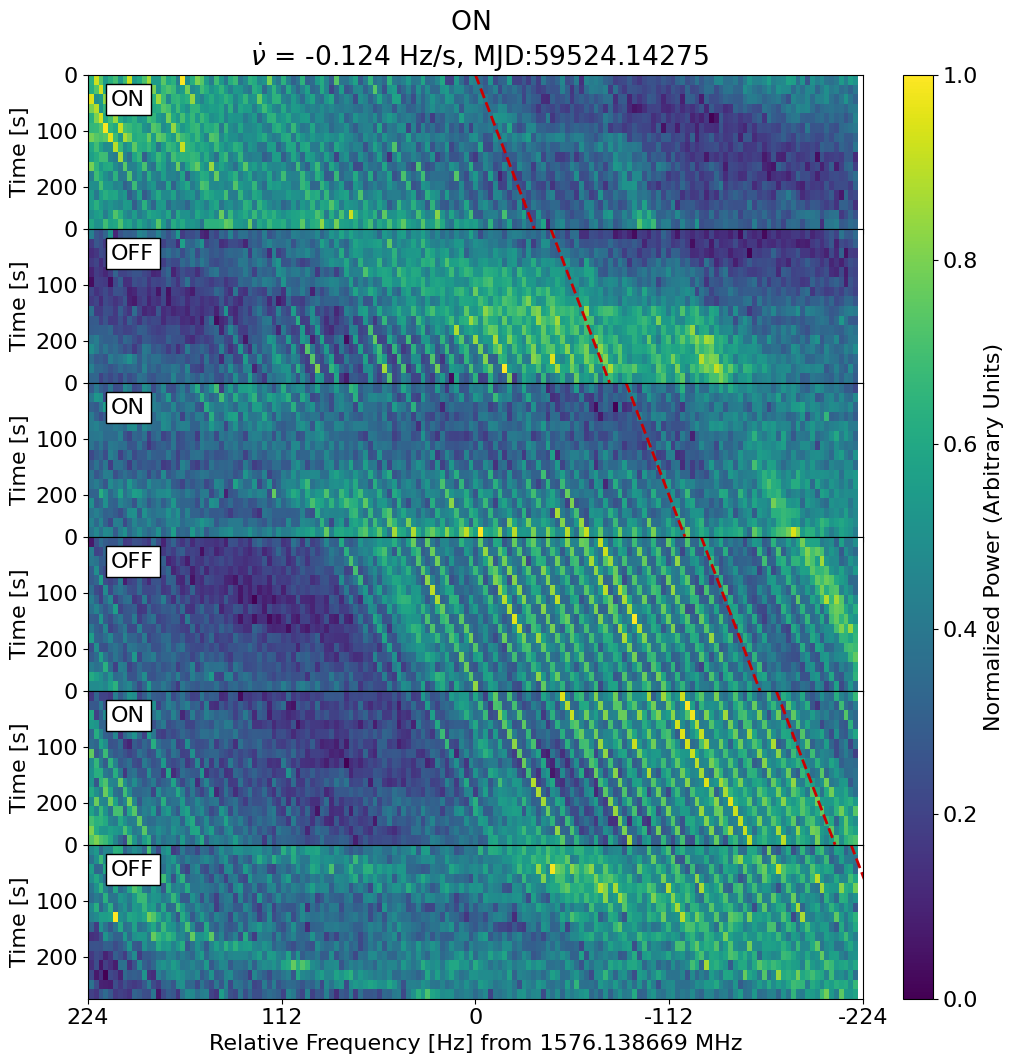 ON
ν̇ = -0.124 Hz/s, MJD:59524.14275
0
ON
100
Time [s]
200
0
OFF
100
Time [s]
200
0
ON
100
Time [s]
200
0
OFF
100
Time [s]
200
0
ON
100
Time [s]
200
0
OFF
100
Time [s]
200
224 112 0 -112 -224
Relative Frequency [Hz] from 1576.138669 MHz
1.0
0.8
0.6
0.4
0.2
0.0
Normalized Power (Arbitrary Units)